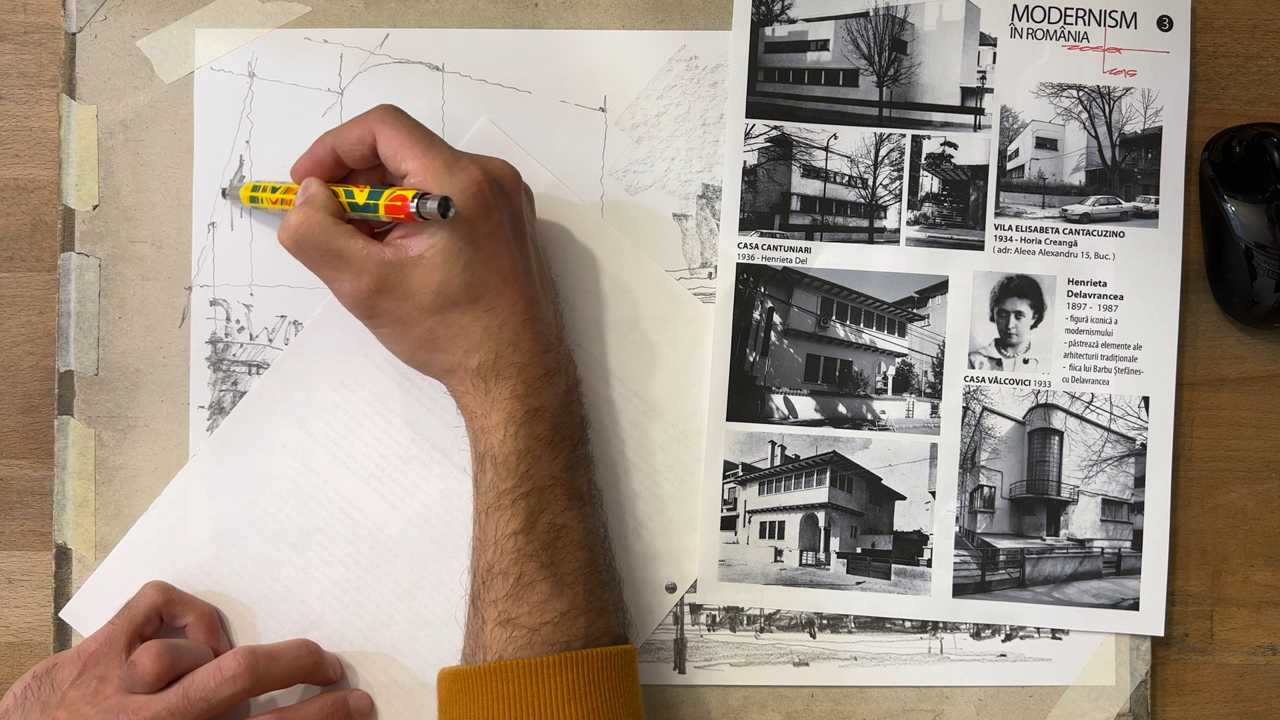 MODERNISM
ÎN ROMÂNIA
3
VILA ELISABETA CANTACUZINO
1934 - Horia Creangă
( adr: Aleea Alexandru 15, Buc. )
CASA CANTUNIARI
1936 - Henrieta Del
Henrieta
Delavrancea
1897 - 1987
- figură iconică a
modernismului
- păstrează elemente ale
arhitecturii tradiționale
- fiica lui Barbu Ștefănes-
cu Delavrancea
CASA VÂLCOVICI 1933